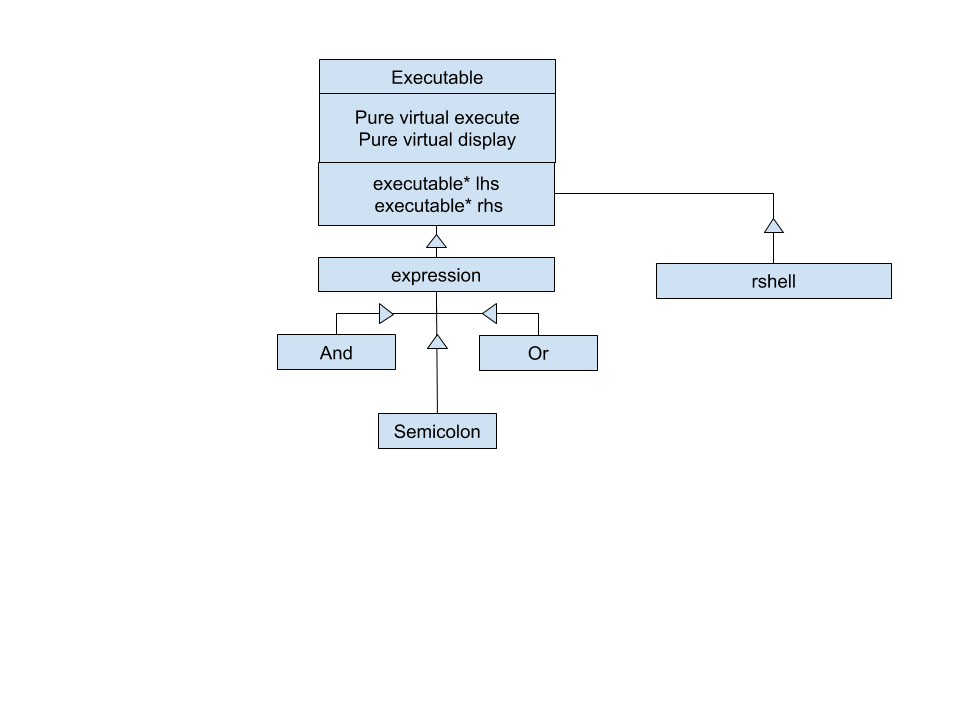 Executable
Pure virtual execute
Pure virtual display
executable* lhs
executable* rhs
expression
rshell
And
Or
Semicolon